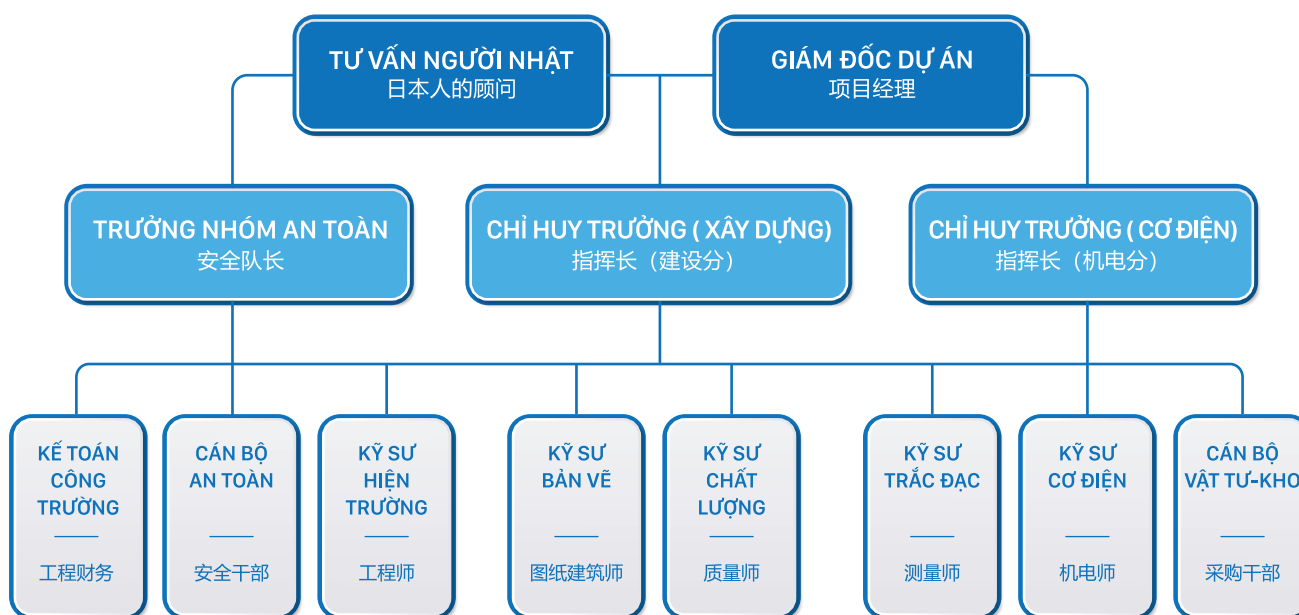 TƯ VẤN NGƯỜI NHẬT
日本人的顾问
GIÁM ĐỐC DỰ ÁN
项目经理
TRƯỞNG NHÓM AN TOÀN
安全队长
CHỈ HUY TRƯỞNG ( XÂY DỰNG)
指挥长（建设分）
CHỈ HUY TRƯỞNG ( CƠ ĐIỆN)
指挥长（机电分）
KẾ TOÁN
CÔNG
TRƯỜNG
工程财务
CÁN BỘ
AN TOÀN
安全干部
KỸ SƯ
HIỆN
TRƯỜNG
工程师
KỸ SƯ
BẢN VẼ
图纸建筑师
KỸ SƯ
CHẤT
LƯỢNG
质量师
KỸ SƯ
TRẮC ĐẠC
测量师
KỸ SƯ
CƠ ĐIỆN
机电师
CÁN BỘ
VẬT TƯ-KHO
采购干部